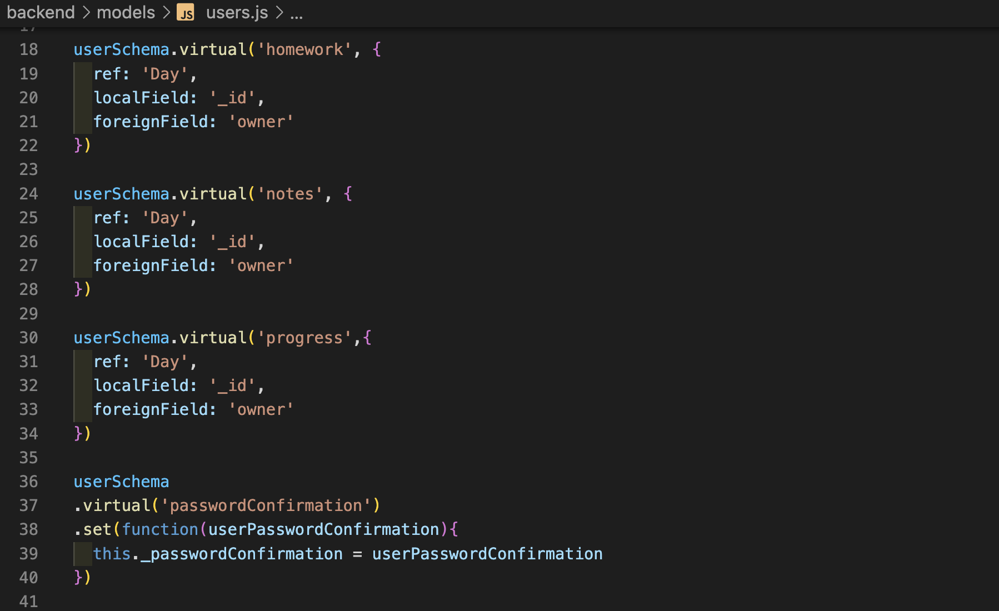 backend > models > JS users.js > ...
17
18 userSchema.virtual('homework', {
19 ref: 'Day',
20 localField: '_id',
21 foreignField: 'owner'
22 })
23
24 userSchema.virtual('notes', {
25 ref: 'Day',
26 localField: '_id',
27 foreignField: 'owner'
28 })
29
30 userSchema.virtual('progress',{
31 ref: 'Day',
32 localField: '_id',
33 foreignField: 'owner'
34 })
35
36 userSchema
37 .virtual('passwordConfirmation')
38 .set(function(userPasswordConfirmation){
39 this._passwordConfirmation = userPasswordConfirmation
40 })
41